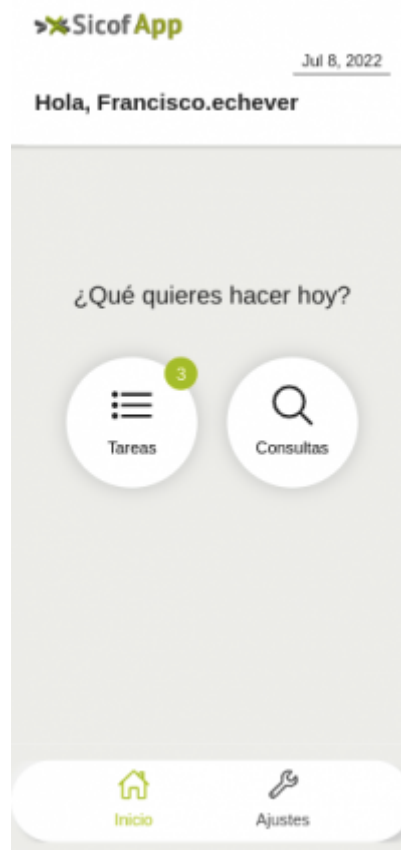 SicofApp
Jul 8, 2022
Hola, Francisco.echever
¿Qué quieres hacer hoy?
3
Tareas
Consultas
Inicio
Ajustes